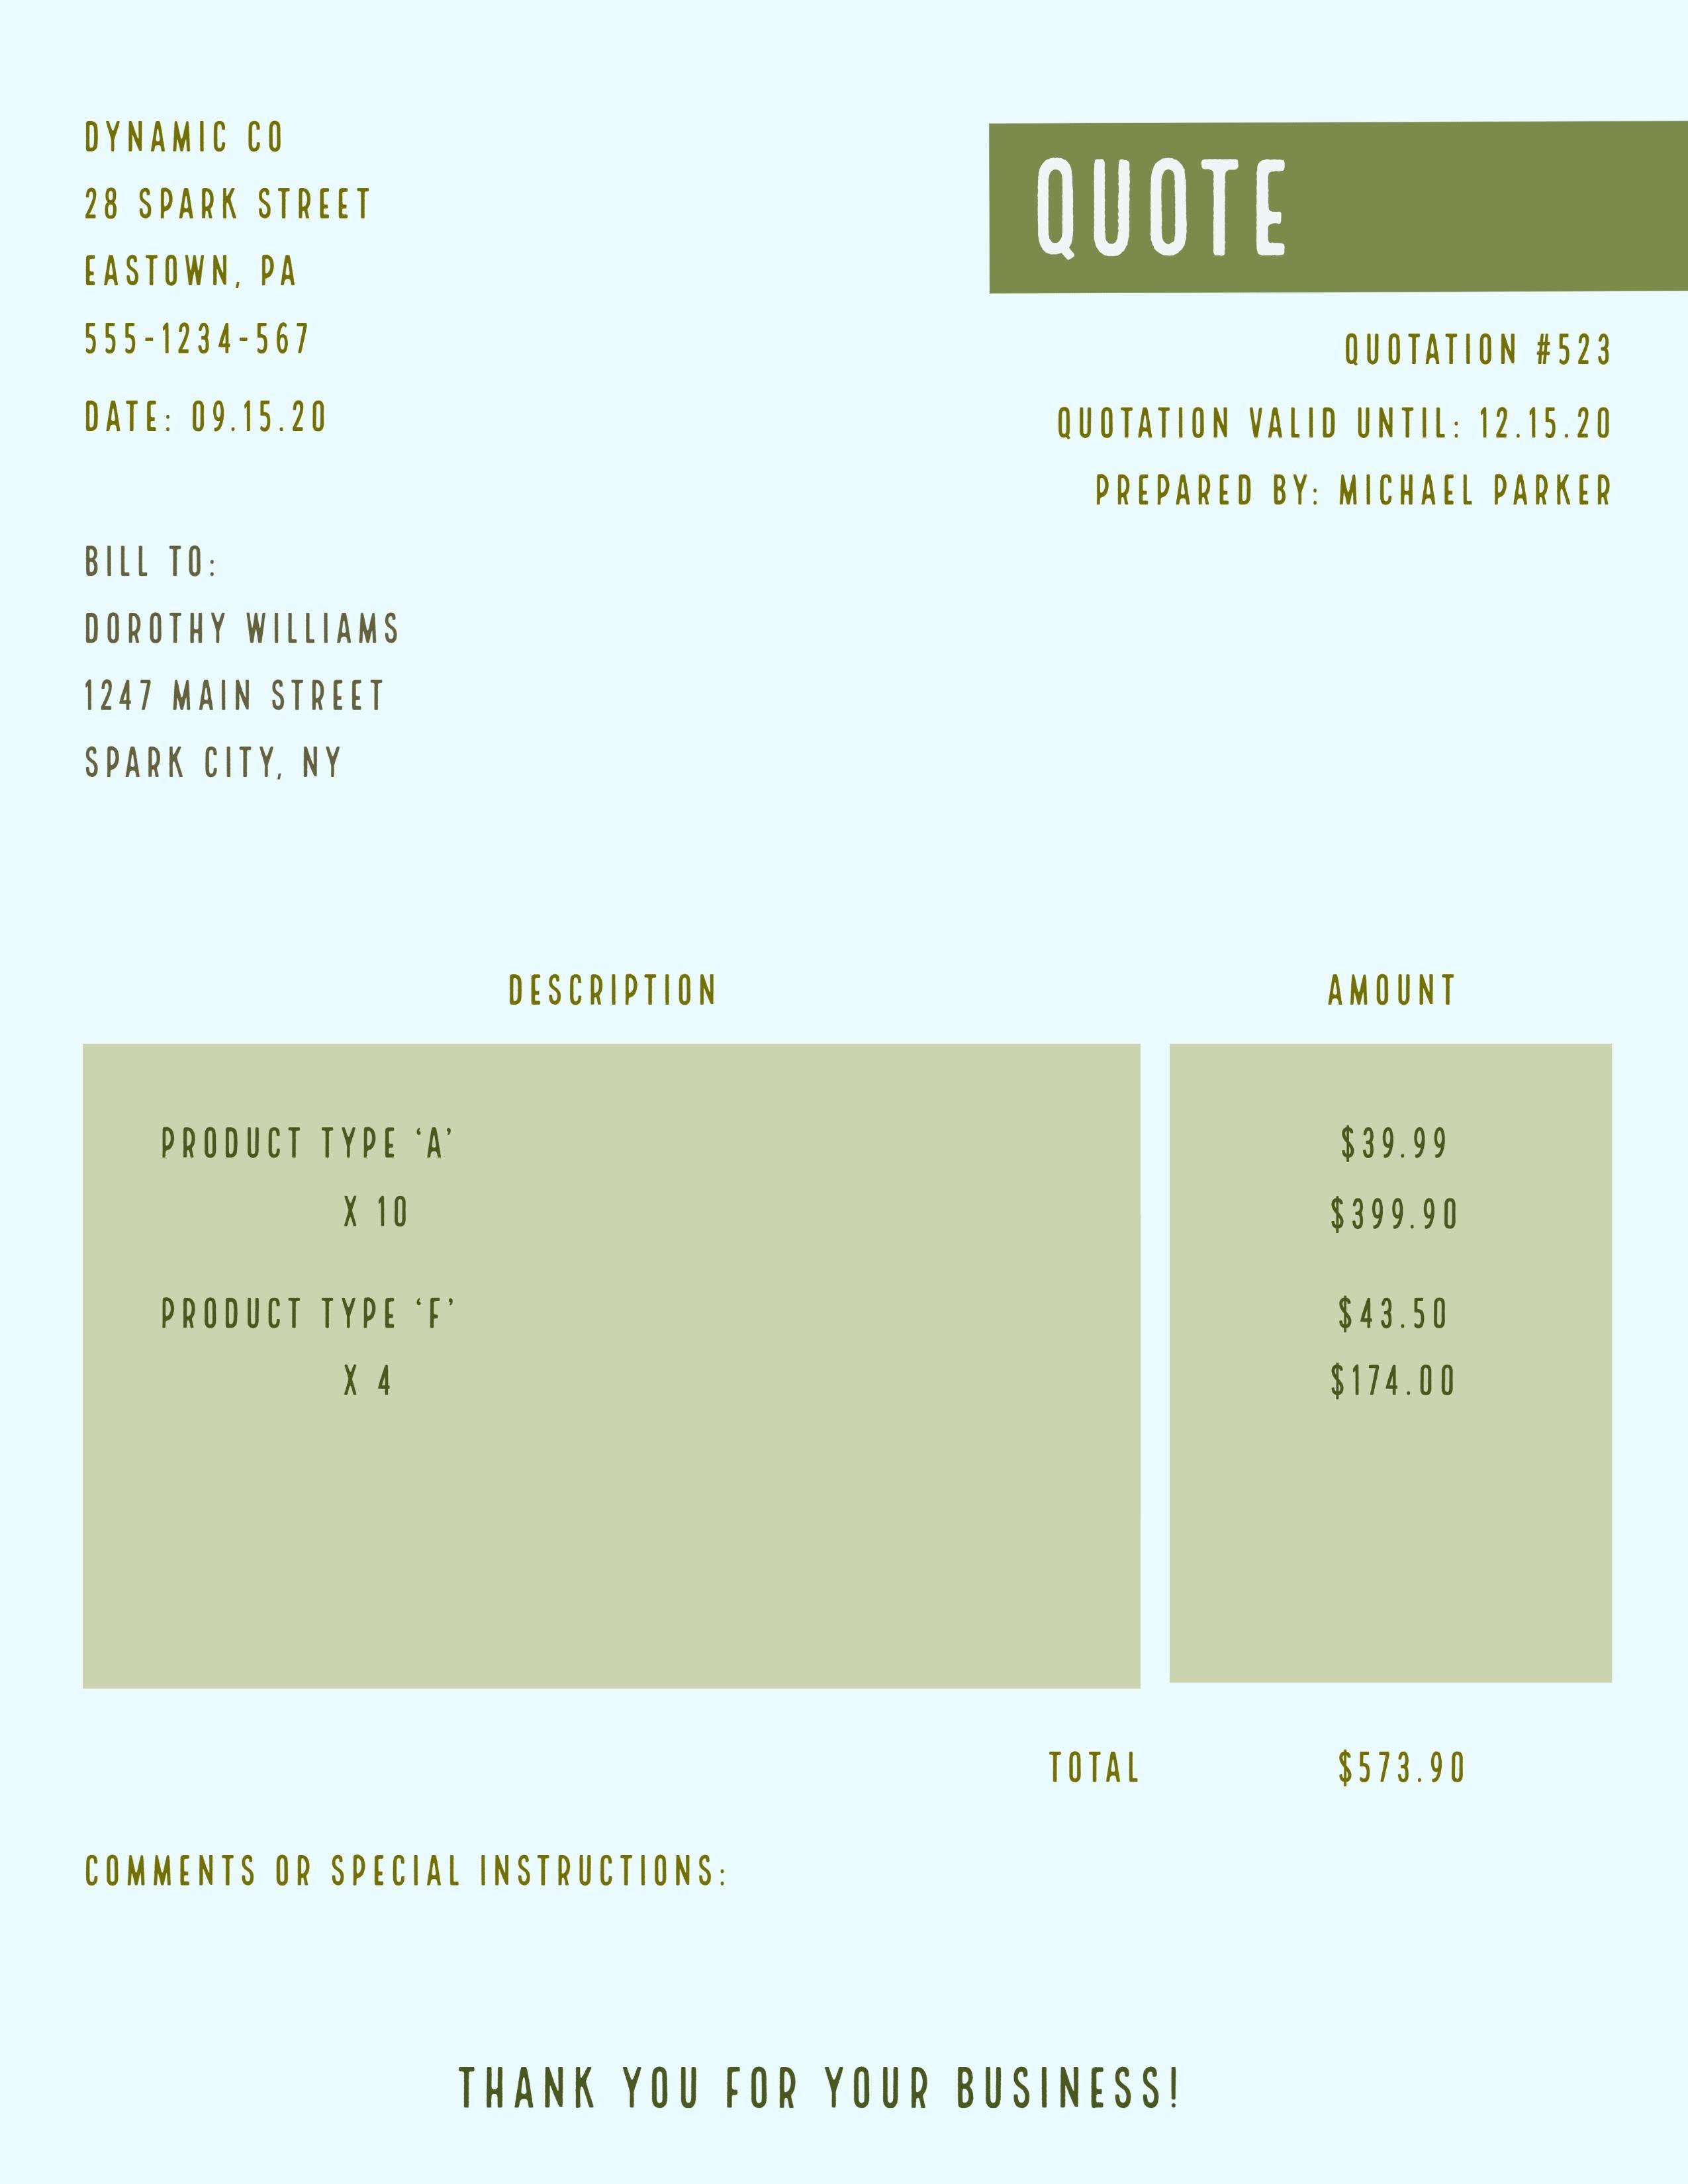 DYNAMIC CO
28 SPARK STREET
EASTOWN, PA
555-1234-567
DATE: 09.15.20
QUOTE
QUOTATION #523
QUOTATION VALID UNTIL: 12.15.20
PREPARED BY: MICHAEL PARKER
BILL TO:
DOROTHY WILLIAMS
1247 MAIN STREET
SPARK CITY, NY
DESCRIPTION AMOUNT
PRODUCT TYPE ‘A’ $39.99
X 10 $399.90
PRODUCT TYPE ‘F’ $43.50
X 4 $174.00
TOTAL $573.90
COMMENTS OR SPECIAL INSTRUCTIONS:
THANK YOU FOR YOUR BUSINESS!